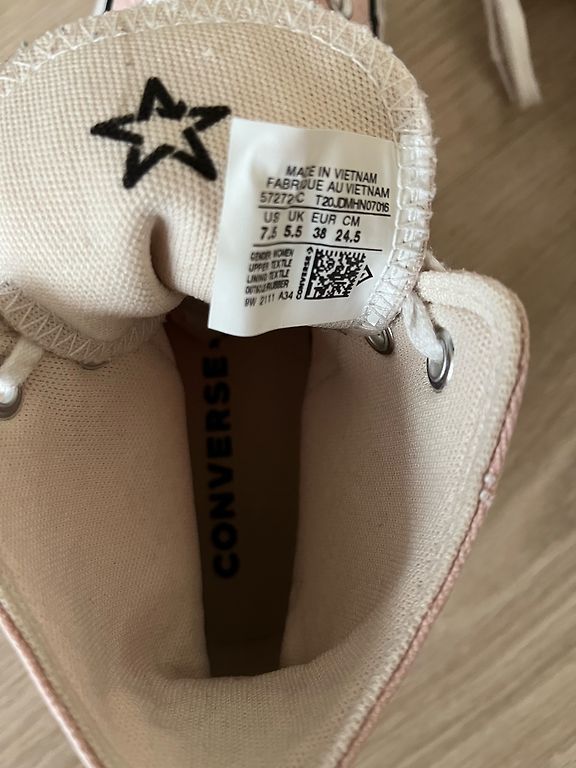 MADE IN VIETNAM
FABRIQUE AU VIETNAM
57272C T20JDMHN07016
US UK EUR CM
7.5 5.5 38 24.5
GENDER WOMEN
UPPER TEXTILE
LINING TEXTILE
OUTSOLE RUBBER
9W 2111 A34
CONVERSE
CONVERSE